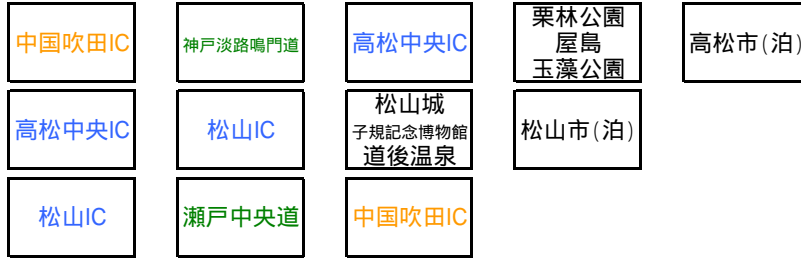 中国吹田IC
神戸淡路鳴門道
高松中央IC
栗林公園
屋島
玉藻公園
高松市(泊)
高松中央IC
松山IC
松山城
子規記念博物館
道後温泉
松山市(泊)
松山IC
瀬戸中央道
中国吹田IC